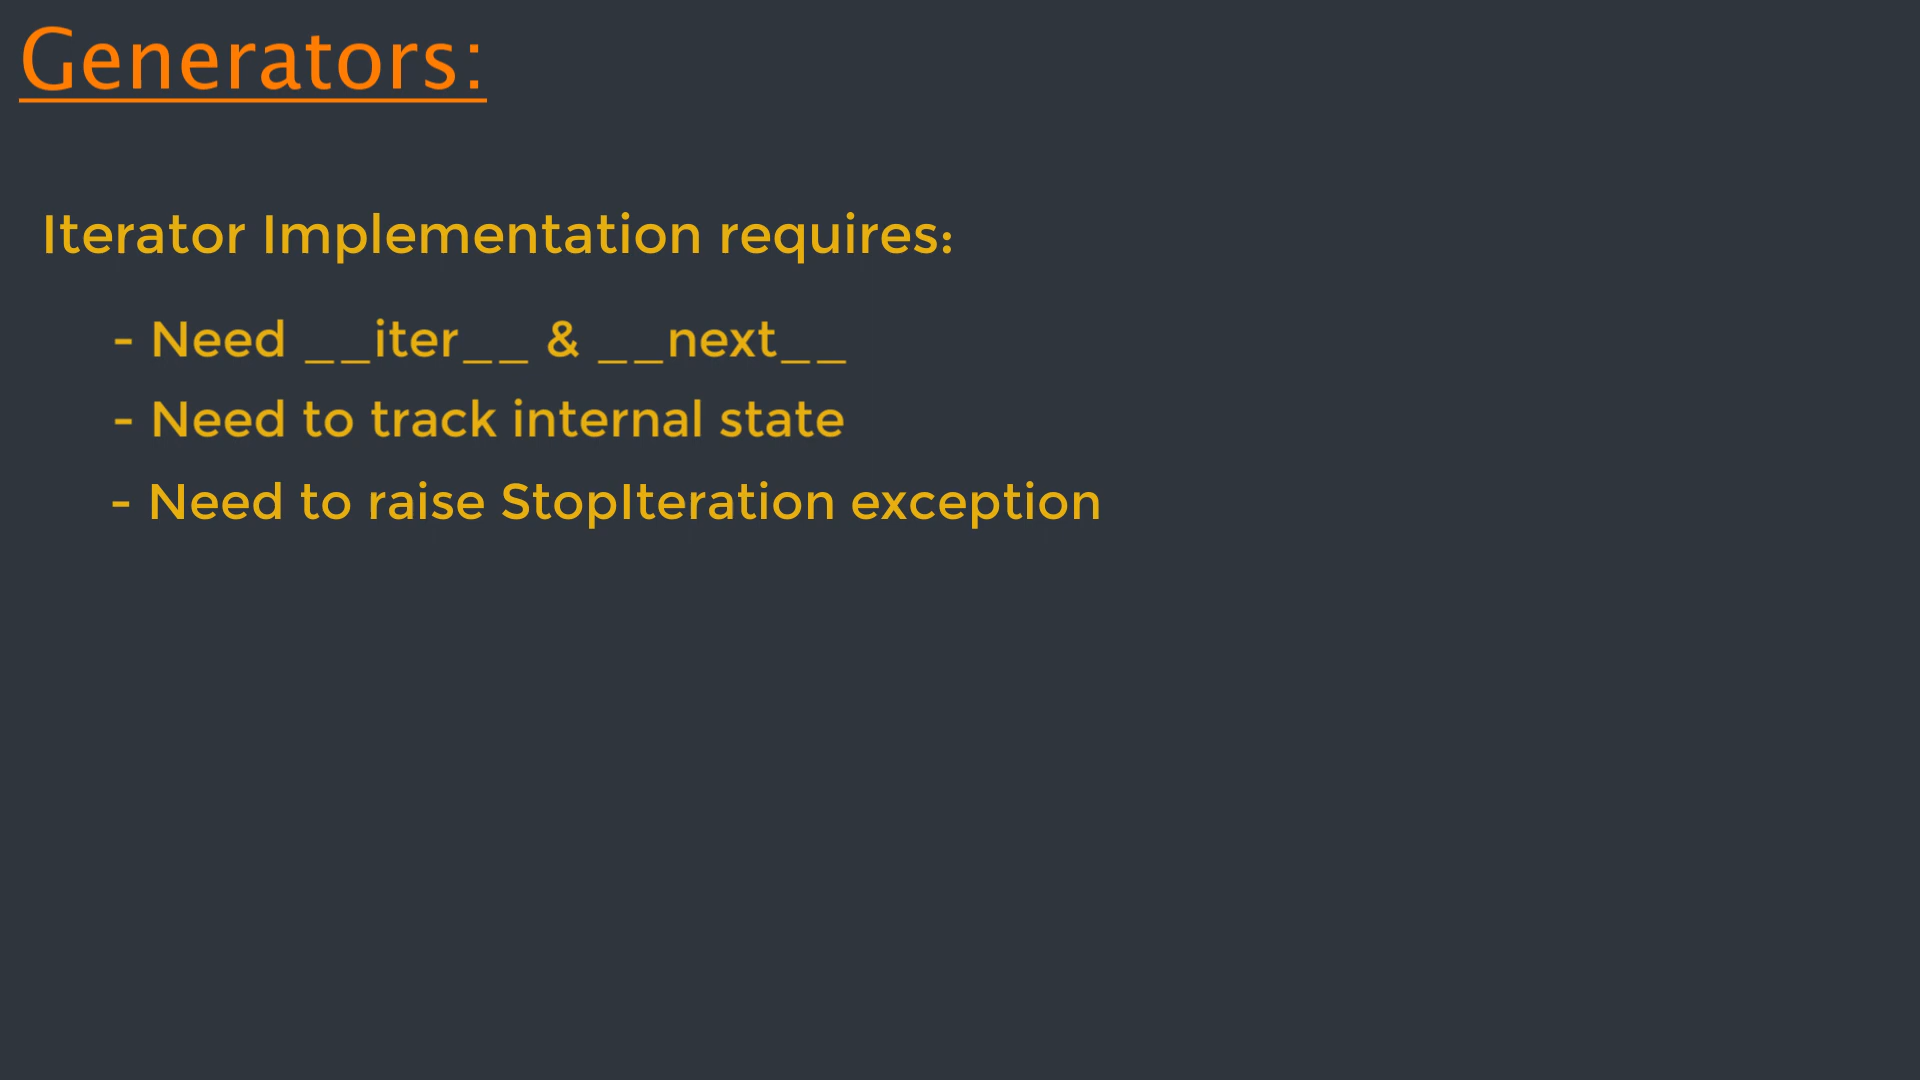 Generators:
Iterator Implementation requires:
- Need __iter__ & __next__
- Need to track internal state
- Need to raise StopIteration exception